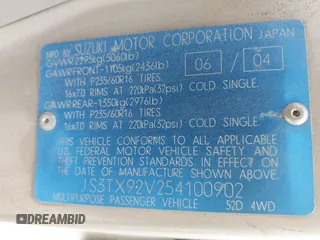 MFD. BY SUZUKI MOTOR CORPORATION JAPAN
GVWR:2295kg(5060lb)
GAWR:FRONT-1105kg(2436lb) 06 / 04
WITH P235/60R16 TIRES.
16x7.0 RIMS AT 220kPa(32psi) COLD SINGLE.
GAWR:REAR-1350kg(2976lb)
WITH P235/60R16 TIRES.
16x7.0 RIMS AT 220kPa(32psi) COLD SINGLE.
THIS VEHICLE CONFORMS TO ALL APPLICABLE
U.S. FEDERAL MOTOR VEHICLE SAFETY AND
THEFT PREVENTION STANDARDS IN EFFECT ON THE
DATE OF MANUFACTURE SHOWN ABOVE.
JS3TX92V254100902
MULTIPURPOSE PASSENGER VEHICLE 52D 4WD
DREAMBID